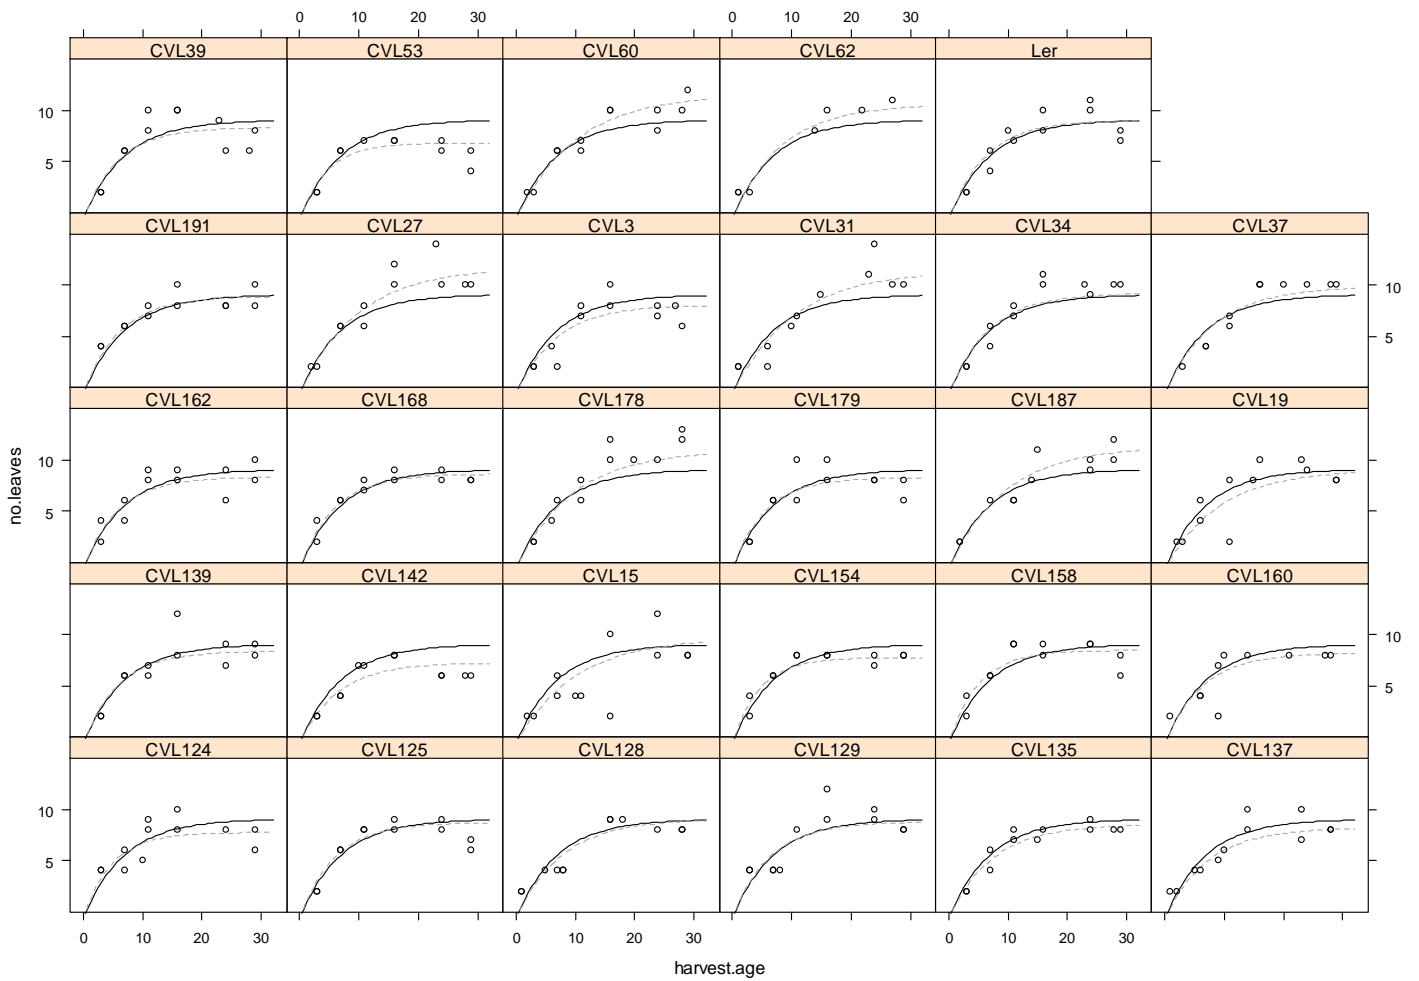 0 10 20 30 0 10 20 30
CVL39 CVL53 CVL60 CVL62 Ler
10
5
CVL191 CVL27 CVL3 CVL31 CVL34 CVL37
10
5
CVL162 CVL168 CVL178 CVL179 CVL187 CVL19
10
5
no.leaves
CVL139 CVL142 CVL15 CVL154 CVL158 CVL160
10
5
CVL124 CVL125 CVL128 CVL129 CVL135 CVL137
10
5
0 10 20 30 0 10 20 30 0 10 20 30
harvest.age